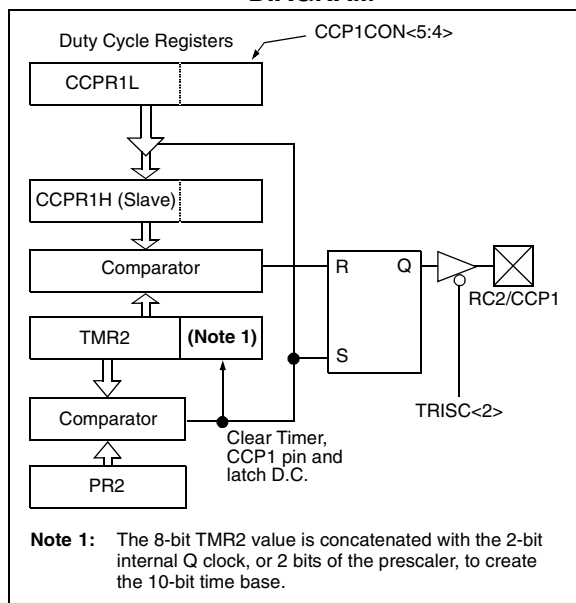 DIAGRAM
Duty Cycle Registers
CCP1CON<5:4>
CCPR1L
CCPR1H (Slave)
Comparator
R
Q
RC2/CCP1
TMR2
(Note 1)
S
TRISC<2>
Comparator
Clear Timer,
CCP1 pin and
latch D.C.
PR2
Note 1: The 8-bit TMR2 value is concatenated with the 2-bit
internal Q clock, or 2 bits of the prescaler, to create
the 10-bit time base.